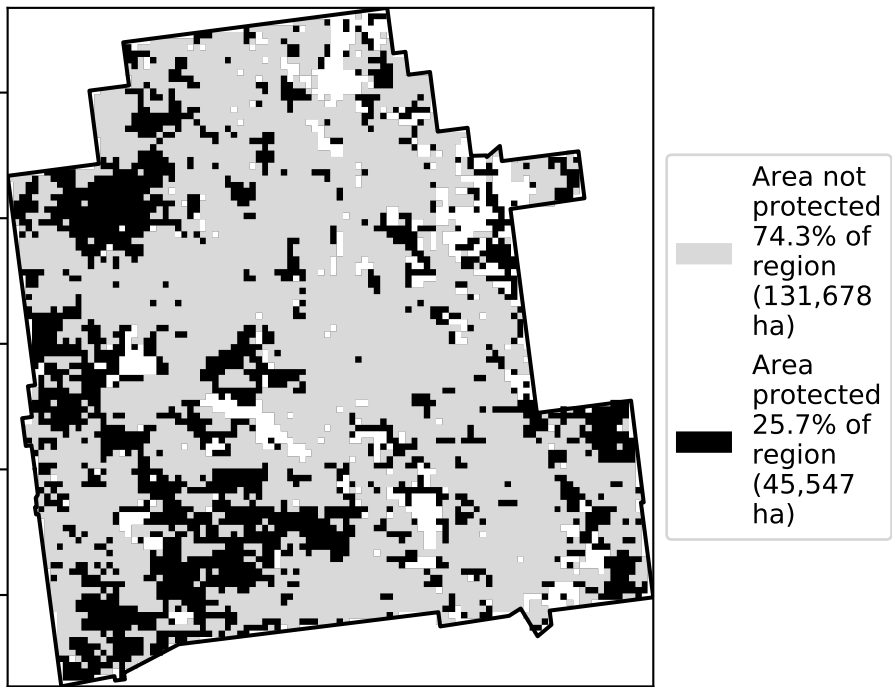 Area not
protected
74.3% of
region
(131,678
ha)
Area
protected
25.7% of
region
(45,547
ha)